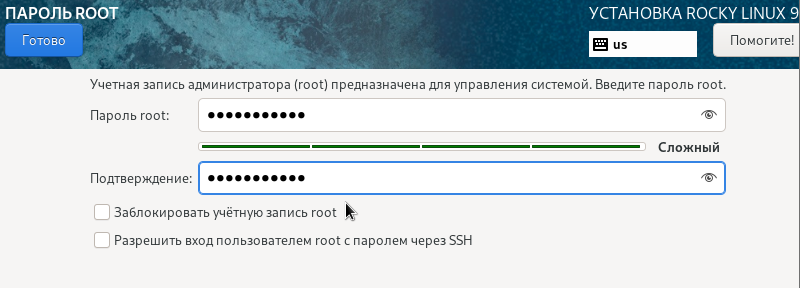 ПАРОЛЬ ROOT
УСТАНОВКА ROCKY LINUX 9
Готово
us
Помогите!
Учетная запись администратора (root) предназначена для управления системой. Введите пароль root.
Пароль root: ●●●●●●●●●●●
Сложный
Подтверждение: ●●●●●●●●●●●
Заблокировать учётную запись root
Разрешить вход пользователем root с паролем через SSH